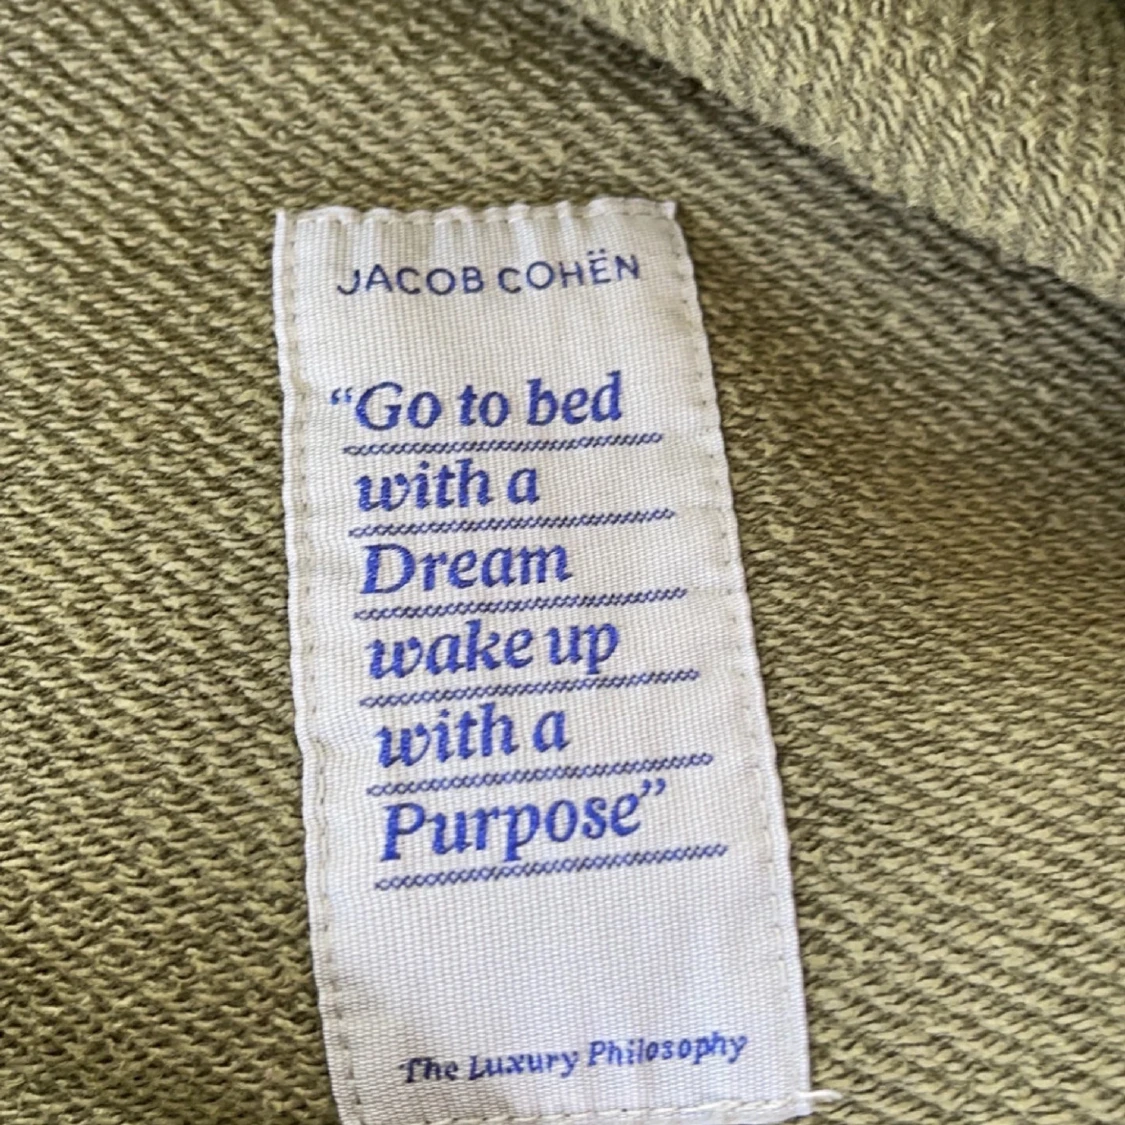 JACOB COHËN
“Go to bed
with a
Dream
wake up
with a
Purpose”
The Luxury Philosophy